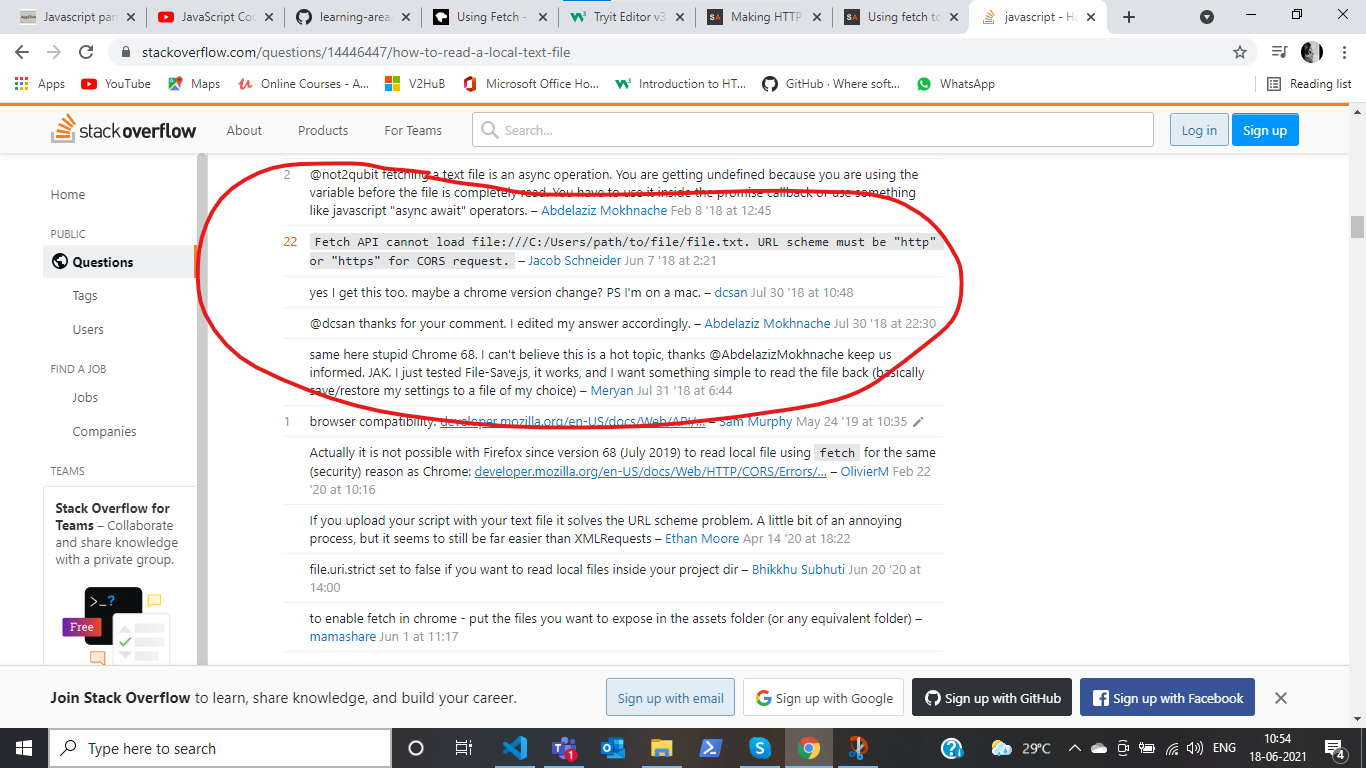 Javascript par
JavaScript Cou
learning-area/
Using Fetch -
Tryit Editor v3
Making HTTP
Using fetch to
javascript - Ho
stackoverflow.com/questions/14446447/how-to-read-a-local-text-file
Apps
YouTube
Maps
Online Courses - A...
V2HuB
Microsoft Office Ho...
Introduction to HT...
GitHub · Where soft...
WhatsApp
Reading list
stack overflow
About
Products
For Teams
Search...
Log in
Sign up
Home
PUBLIC
Questions
Tags
Users
FIND A JOB
Jobs
Companies
TEAMS
Stack Overflow for
Teams – Collaborate
and share knowledge
with a private group.
>_?
Free
2
@not2qubit fetching a text file is an async operation. You are getting undefined because you are using the
variable before the file is completely read. You have to use it inside the promise callback or use something
like javascript "async await" operators. – Abdelaziz Mokhnache Feb 8 '18 at 12:45
22
Fetch API cannot load file:///C:/Users/path/to/file/file.txt. URL scheme must be "http"
or "https" for CORS request. – Jacob Schneider Jun 7 '18 at 2:21
yes I get this too. maybe a chrome version change? PS I'm on a mac. – dcsan Jul 30 '18 at 10:48
@dcsan thanks for your comment. I edited my answer accordingly. – Abdelaziz Mokhnache Jul 30 '18 at 22:30
same here stupid Chrome 68. I can't believe this is a hot topic, thanks @AbdelazizMokhnache keep us
informed. JAK. I just tested File-Save.js, it works, and I want something simple to read the file back (basically
save/restore my settings to a file of my choice) – Meryan Jul 31 '18 at 6:44
1
browser compatibility: developer.mozilla.org/en-US/docs/Web/API/... – Sam Murphy May 24 '19 at 10:35
Actually it is not possible with Firefox since version 68 (July 2019) to read local file using fetch for the same
(security) reason as Chrome: developer.mozilla.org/en-US/docs/Web/HTTP/CORS/Errors/... – OlivierM Feb 22
'20 at 10:16
If you upload your script with your text file it solves the URL scheme problem. A little bit of an annoying
process, but it seems to still be far easier than XMLRequests – Ethan Moore Apr 14 '20 at 18:22
file.uri.strict set to false if you want to read local files inside your project dir – Bhikkhu Subhuti Jun 20 '20 at
14:00
to enable fetch in chrome - put the files you want to expose in the assets folder (or any equivalent folder) –
mamashare Jun 1 at 11:17
Join Stack Overflow to learn, share knowledge, and build your career.
Sign up with email
Sign up with Google
Sign up with GitHub
Sign up with Facebook
Type here to search
1
29°C
ENG
10:54
18-06-2021
4